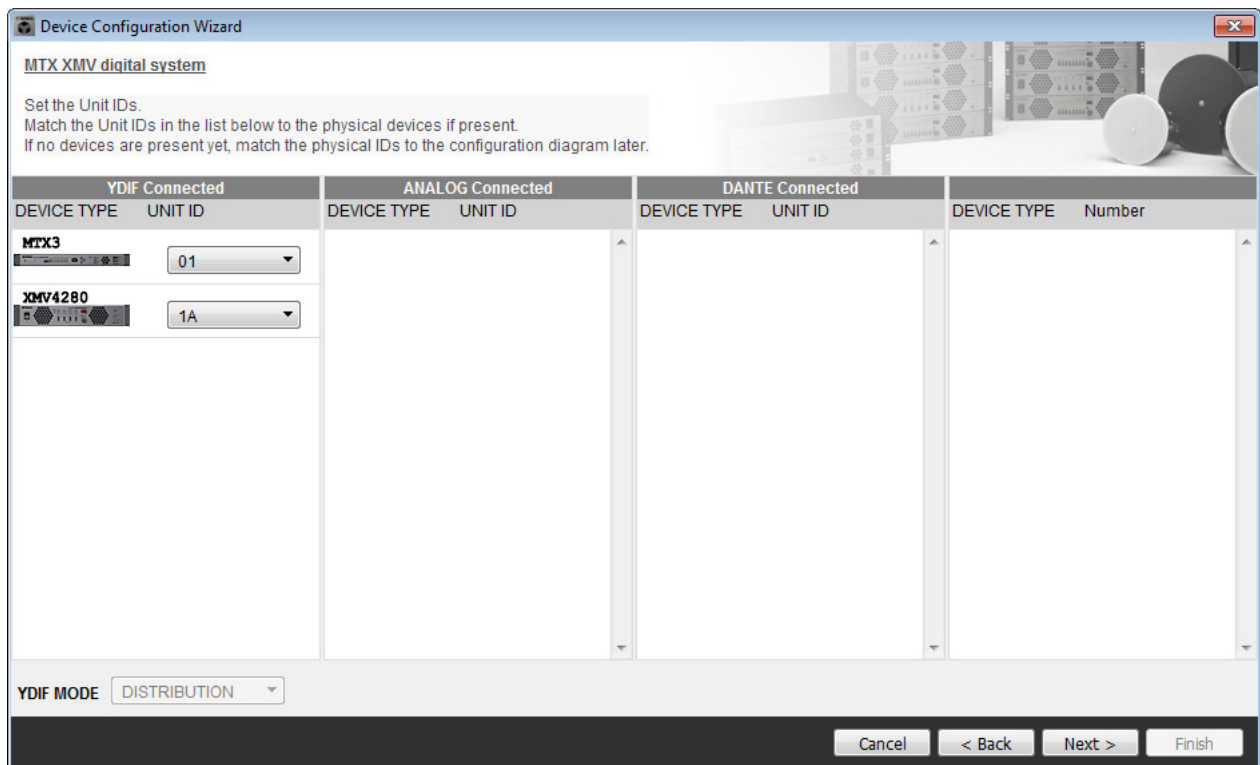 Device Configuration Wizard
MTX XMV digital system
Set the Unit IDs.
Match the Unit IDs in the list below to the physical devices if present.
If no devices are present yet, match the physical IDs to the configuration diagram later.
YDIF Connected
ANALOG Connected
DANTE Connected
DEVICE TYPE UNIT ID
DEVICE TYPE UNIT ID
DEVICE TYPE UNIT ID
DEVICE TYPE Number
MTX3
01
XMV4280
1A
YDIF MODE DISTRIBUTION
Cancel < Back Next > Finish